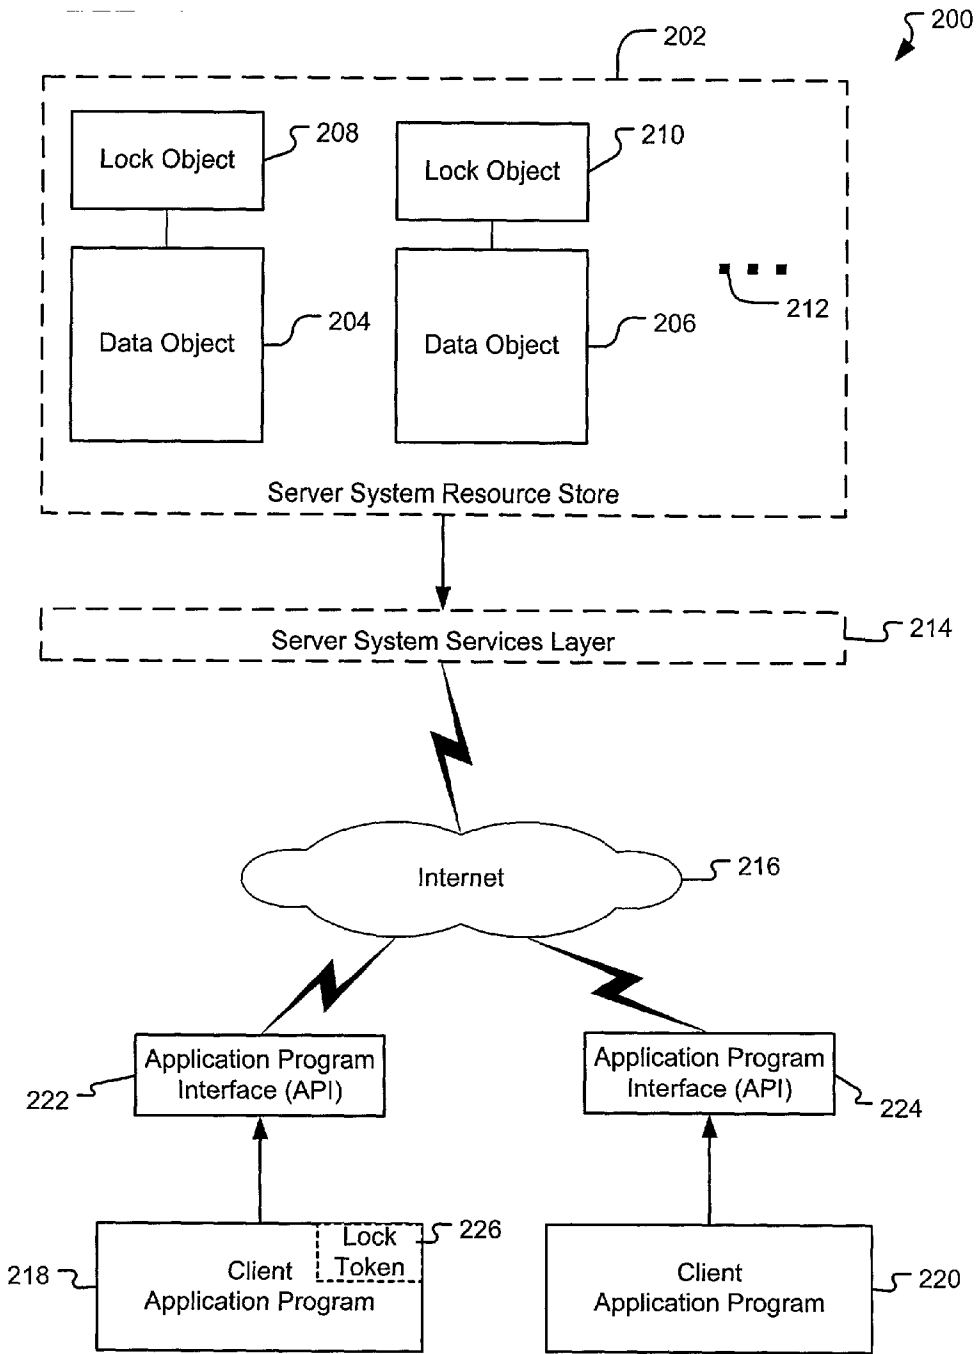 200
202
208
Lock Object
210
Lock Object
212
204
Data Object
206
Data Object
Server System Resource Store
214
Server System Services Layer
216
Internet
Application Program
Interface (API)
222
Application Program
Interface (API)
224
226
Lock
Token
218
Client
Application Program
220
Client
Application Program